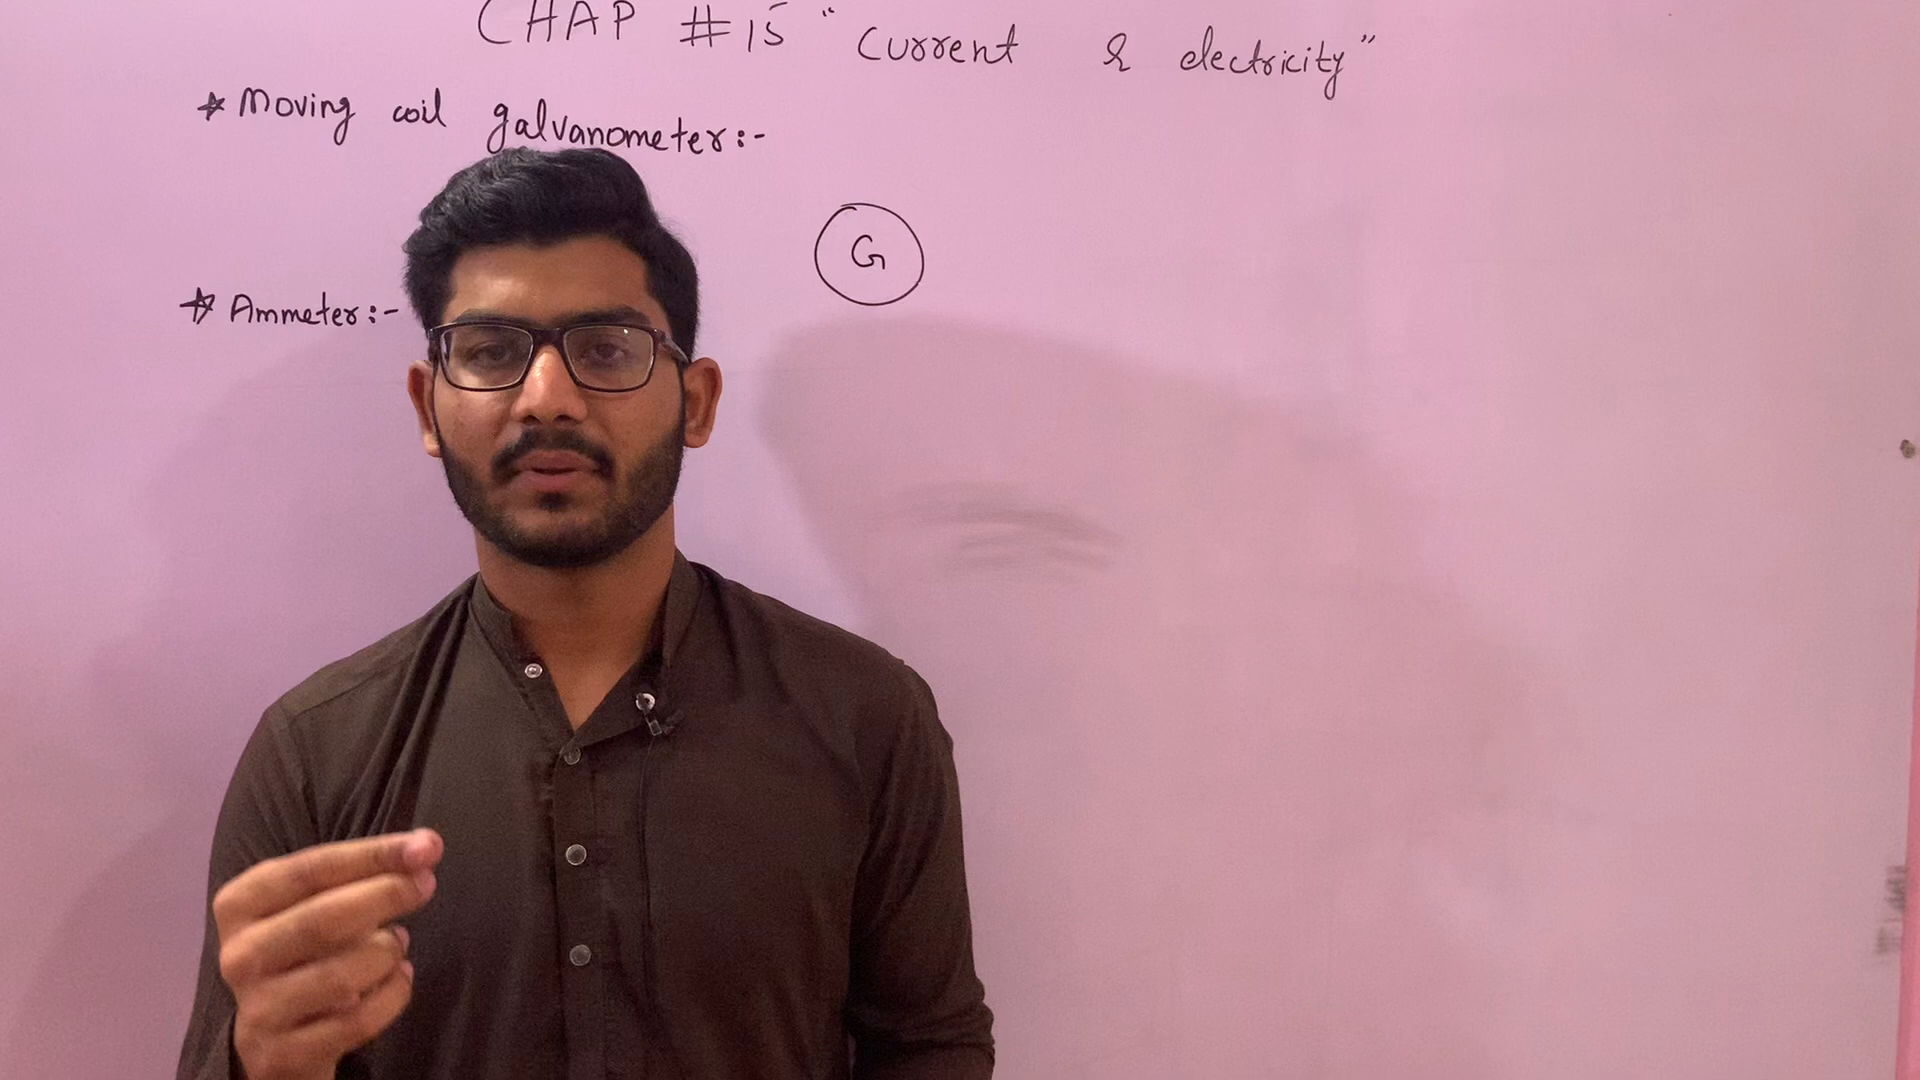 CHAP #15 "Current & electricity"
* Moving coil galvanometer:-
G
* Ammeter:-